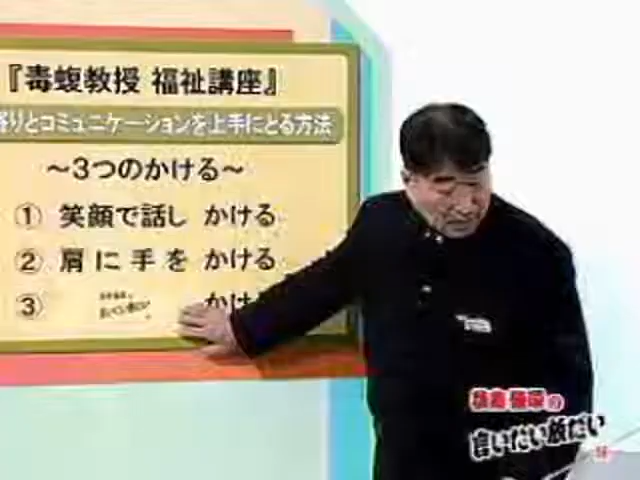 『毒蝮教授 福祉講座』
寄りとコミュニケーションを上手にとる方法
～3つのかける～
① 笑顔で話し かける
② 肩に手を かける
③ かけ
の
言いたい放だい